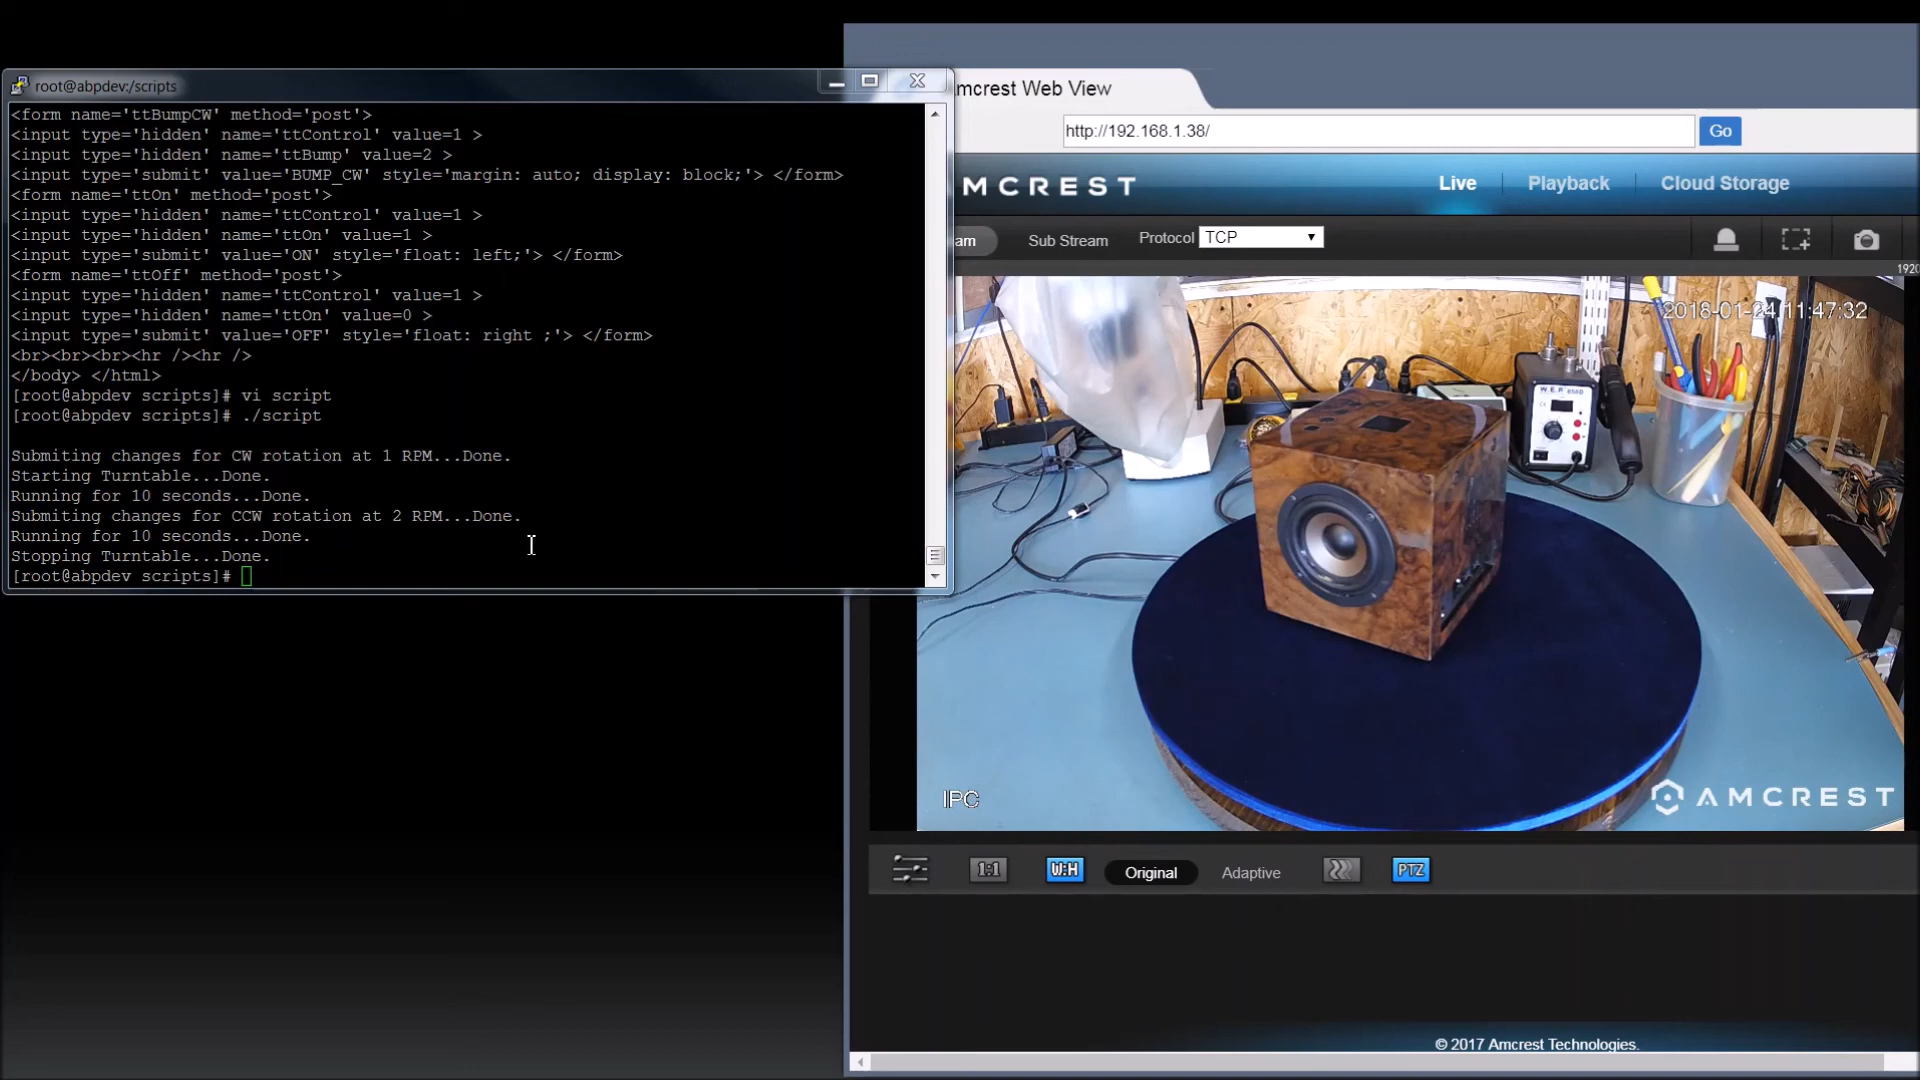 root@abpdev:/scripts
<form name='ttBumpCW' method='post'>
<input type='hidden' name='ttControl' value=1 >
<input type='hidden' name='ttBump' value=2 >
<input type='submit' value='BUMP_CW' style='margin: auto; display: block;'> </form>
<form name='ttOn' method='post'>
<input type='hidden' name='ttControl' value=1 >
<input type='hidden' name='ttOn' value=1 >
<input type='submit' value='ON' style='float: left;'> </form>
<form name='ttOff' method='post'>
<input type='hidden' name='ttControl' value=1 >
<input type='hidden' name='ttOn' value=0 >
<input type='submit' value='OFF' style='float: right ;'> </form>
<br><br><br><hr /><hr />
</body> </html>
[root@abpdev scripts]# vi script
[root@abpdev scripts]# ./script
Submiting changes for CW rotation at 1 RPM...Done.
Starting Turntable...Done.
Running for 10 seconds...Done.
Submiting changes for CCW rotation at 2 RPM...Done.
Running for 10 seconds...Done.
Stopping Turntable...Done.
[root@abpdev scripts]#
mcrest Web View
http://192.168.1.38/
Go
MCREST
Live
Playback
Cloud Storage
am
Sub Stream
Protocol
TCP
1920
2018-01-24 11:47:32
IPC
AMCREST
1:1
W:H
Original
Adaptive
PTZ
© 2017 Amcrest Technologies.